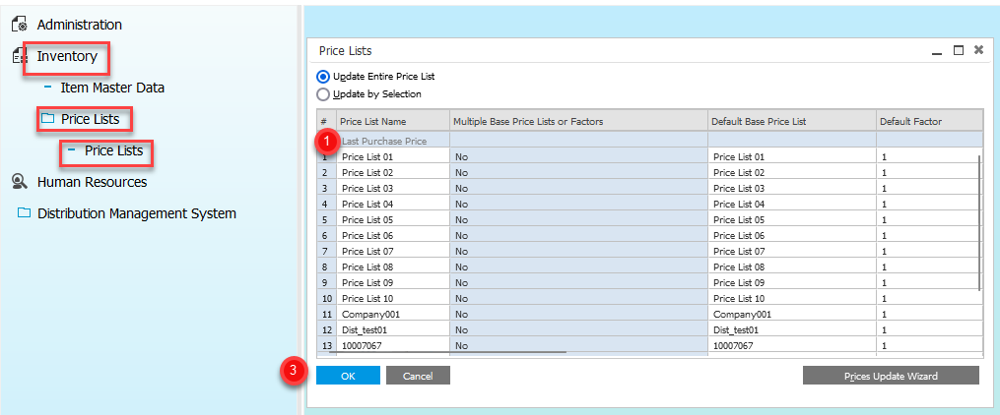 Administration
Inventory
Item Master Data
Price Lists
Price Lists
Human Resources
Distribution Management System
Price Lists
Update Entire Price List
Update by Selection
# Price List Name Multiple Base Price Lists or Factors Default Base Price List Default Factor
1 Last Purchase Price
1 Price List 01 No Price List 01 1
2 Price List 02 No Price List 02 1
3 Price List 03 No Price List 03 1
4 Price List 04 No Price List 04 1
5 Price List 05 No Price List 05 1
6 Price List 06 No Price List 06 1
7 Price List 07 No Price List 07 1
8 Price List 08 No Price List 08 1
9 Price List 09 No Price List 09 1
10 Price List 10 No Price List 10 1
11 Company001 No Company001 1
12 Dist_test01 No Dist_test01 1
13 10007067 No 10007067 1
3 OK Cancel Prices Update Wizard